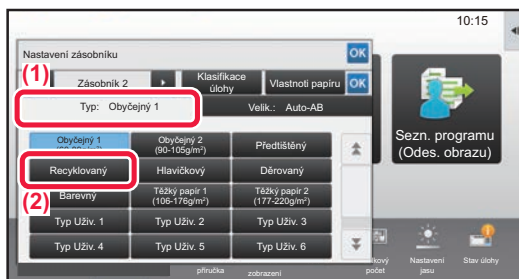 10:15
Nastavení zásobníku
OK
(1)
Zásobník 2
Klasifikace
úlohy
Vlastnoti papíru
OK
Typ: Obyčejný 1
Velik.: Auto-AB
Obyčejný 1
Obyčejný 2
(90-105g/m²)
Předtištěný
Recyklovaný
Hlavičkový
Děrovaný
(2)
Barevný
Těžký papír 1
(106-176g/m²)
Těžký papír 2
(177-220g/m²)
Typ Uživ. 1
Typ Uživ. 2
Typ Uživ. 3
Typ Uživ. 4
Typ Uživ. 5
Typ Uživ. 6
Sezn. programu
(Odes. obrazu)
příručka
zobrazení
počet
Nastavení
jasu
Stav úlohy